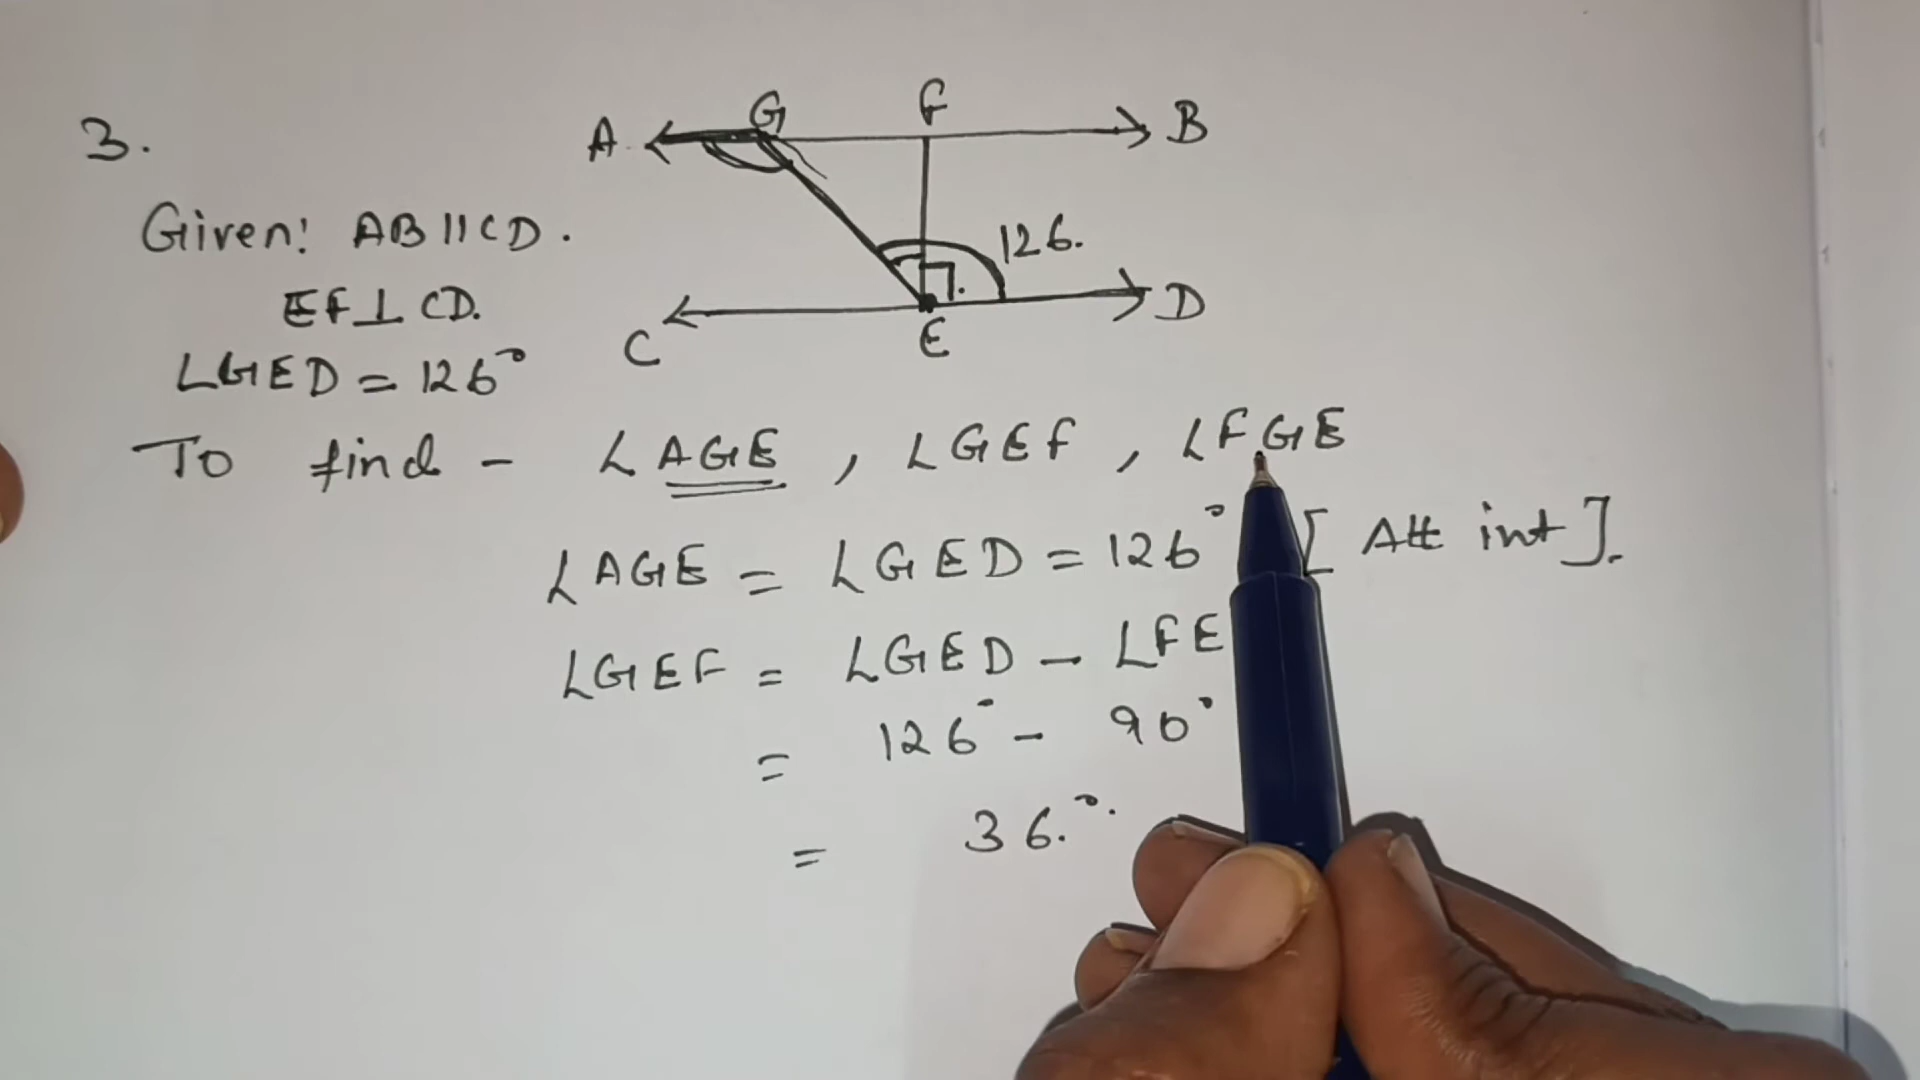 3.
A G F B
Given: AB || CD.
126.
EF ⊥ CD.
C E D
∠GED = 126°
To find - ∠AGE, ∠GEF, ∠FGE
∠AGE = ∠GED = 126° [Alt int].
∠GEF = ∠GED - ∠FE
= 126° - 90°
= 36.°.